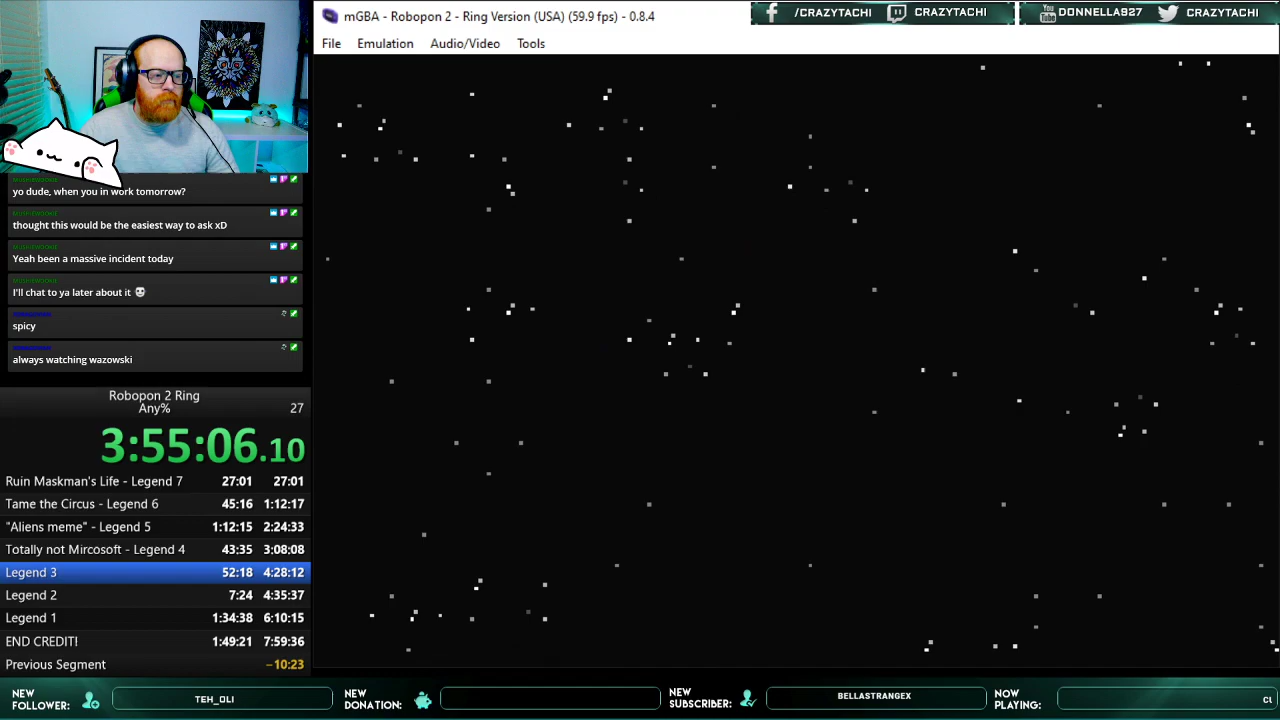 mGBA - Robopon 2 - Ring Version (USA) (59.9 fps) - 0.8.4
/CRAZYTACHI
CRAZYTACHI
DONNELLAB27
CRAZYTACHI
File Emulation Audio/Video Tools
yo dude, when you in work tomorrow?
thought this would be the easiest way to ask xD
Yeah been a massive incident today
I'll chat to ya later about it
spicy
always watching wazowski
Robopon 2 Ring
Any% 27
3:55:06.10
Ruin Maskman's Life - Legend 7 27:01 27:01
Tame the Circus - Legend 6 45:16 1:12:17
"Aliens meme" - Legend 5 1:12:15 2:24:33
Totally not Mircosoft - Legend 4 43:35 3:08:08
Legend 3 52:18 4:28:12
Legend 2 7:24 4:35:37
Legend 1 1:34:38 6:10:15
END CREDIT! 1:49:21 7:59:36
Previous Segment −10:23
NEW FOLLOWER: TEH_OLI
NEW DONATION:
NEW SUBSCRIBER: BELLASTRANGEX
NOW PLAYING: